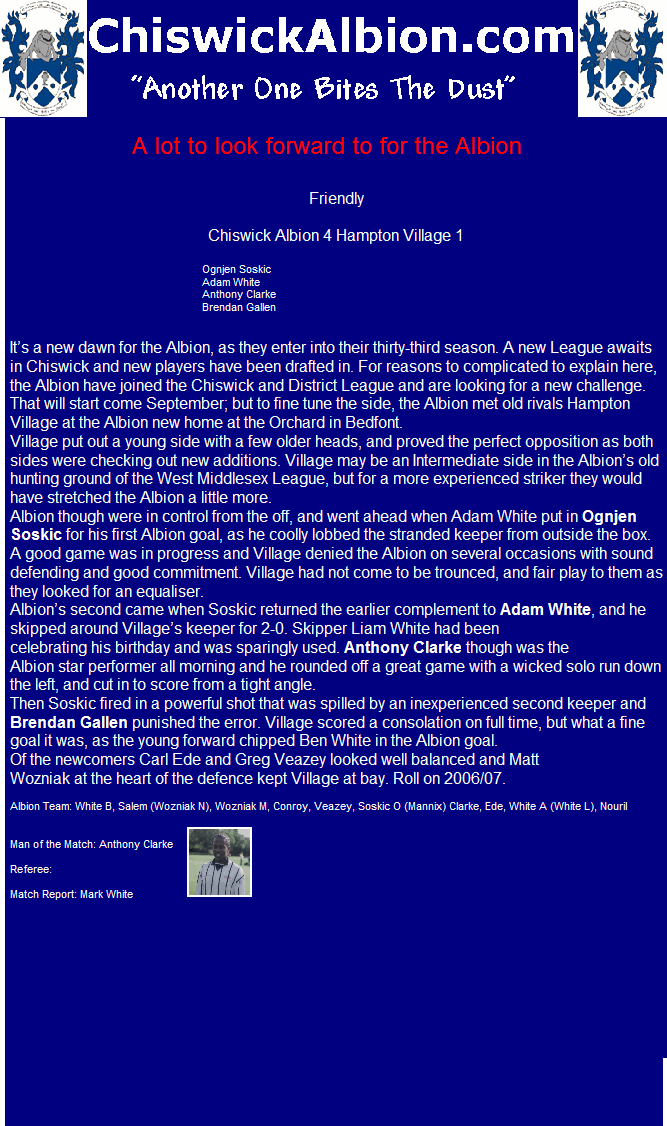 ChiswickAlbion.com
"Another One Bites The Dust"
A lot to look forward to for the Albion
Friendly
Chiswick Albion 4 Hampton Village 1
Ognjen Soskic
Adam White
Anthony Clarke
Brendan Gallen
It's a new dawn for the Albion, as they enter into their thirty-third season. A new League awaits
in Chiswick and new players have been drafted in. For reasons to complicated to explain here,
the Albion have joined the Chiswick and District League and are looking for a new challenge.
That will start come September; but to fine tune the side, the Albion met old rivals Hampton
Village at the Albion new home at the Orchard in Bedfont.
Village put out a young side with a few older heads, and proved the perfect opposition as both
sides were checking out new additions. Village may be an Intermediate side in the Albion's old
hunting ground of the West Middlesex League, but for a more experienced striker they would
have stretched the Albion a little more.
Albion though were in control from the off, and went ahead when Adam White put in Ognjen
Soskic for his first Albion goal, as he coolly lobbed the stranded keeper from outside the box.
A good game was in progress and Village denied the Albion on several occasions with sound
defending and good commitment. Village had not come to be trounced, and fair play to them as
they looked for an equaliser.
Albion's second came when Soskic returned the earlier complement to Adam White, and he
skipped around Village's keeper for 2-0. Skipper Liam White had been
celebrating his birthday and was sparingly used. Anthony Clarke though was the
Albion star performer all morning and he rounded off a great game with a wicked solo run down
the left, and cut in to score from a tight angle.
Then Soskic fired in a powerful shot that was spilled by an inexperienced second keeper and
Brendan Gallen punished the error. Village scored a consolation on full time, but what a fine
goal it was, as the young forward chipped Ben White in the Albion goal.
Of the newcomers Carl Ede and Greg Veazey looked well balanced and Matt
Wozniak at the heart of the defence kept Village at bay. Roll on 2006/07.
Albion Team: White B, Salem (Wozniak N), Wozniak M, Conroy, Veazey, Soskic O (Mannix) Clarke, Ede, White A (White L), Nouril
Man of the Match: Anthony Clarke
Referee:
Match Report: Mark White